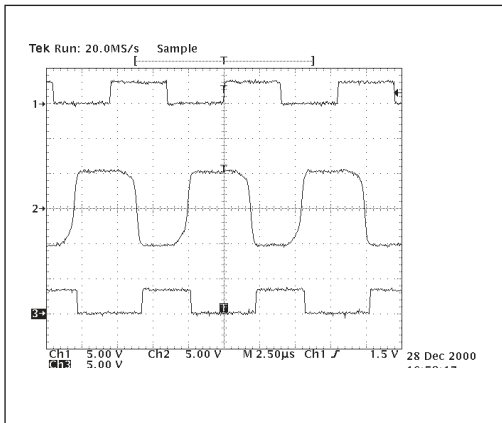 Tek Run: 20.0MS/s Sample
[ T ]
T
1→
T
2→
3→
T
Ch1 5.00 V Ch2 5.00 V M 2.50µs Ch1 ƒ 1.5 V
Ch3 5.00 V
28 Dec 2000